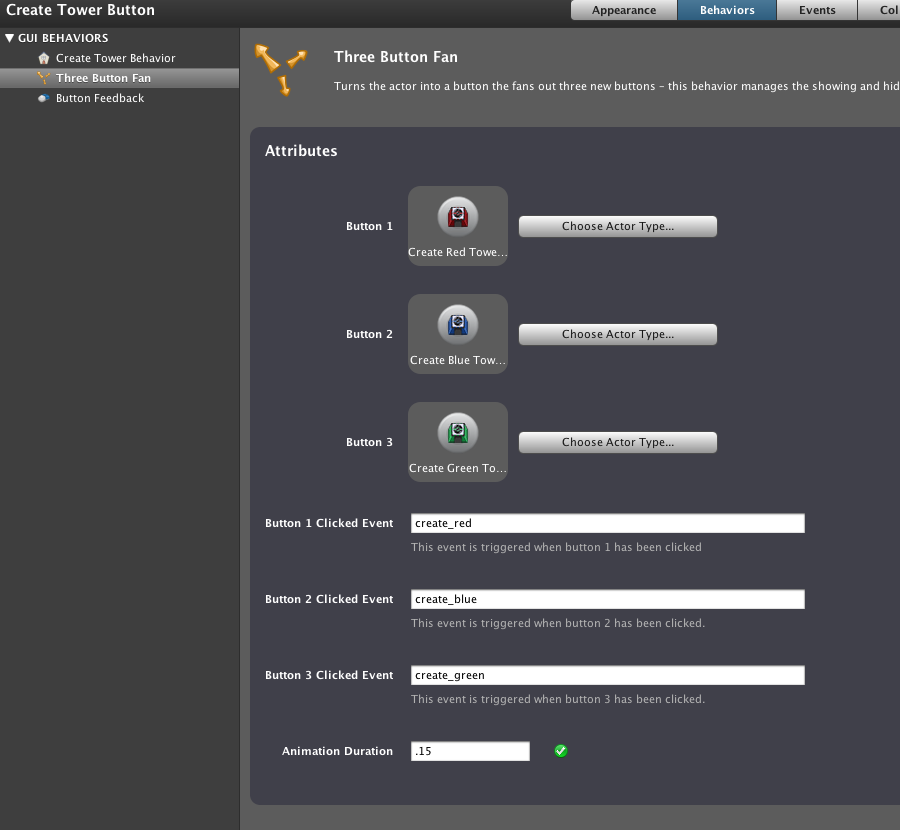 Create Tower Button
Appearance
Behaviors
Events
Col
GUI BEHAVIORS
Create Tower Behavior
Three Button Fan
Button Feedback
Three Button Fan
Turns the actor into a button the fans out three new buttons – this behavior manages the showing and hid
Attributes
Button 1
Create Red Towe...
Choose Actor Type...
Button 2
Create Blue Tow...
Choose Actor Type...
Button 3
Create Green To...
Choose Actor Type...
Button 1 Clicked Event
create_red
This event is triggered when button 1 has been clicked
Button 2 Clicked Event
create_blue
This event is triggered when button 2 has been clicked.
Button 3 Clicked Event
create_green
This event is triggered when button 3 has been clicked.
Animation Duration
.15